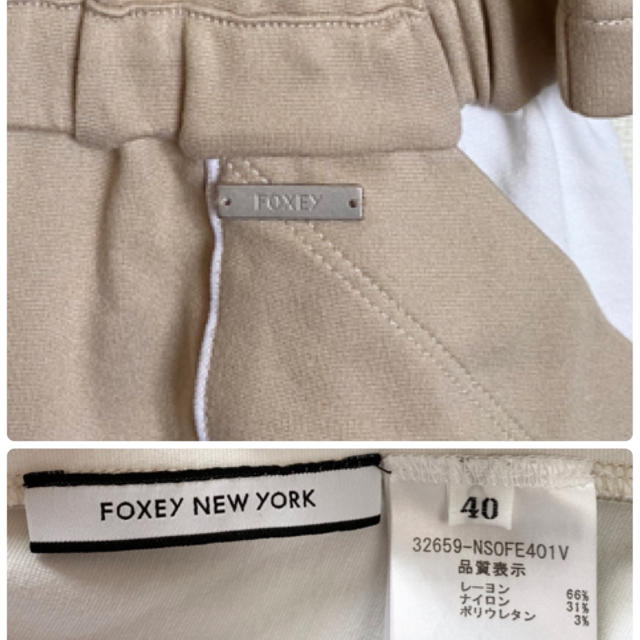 FOXEY
FOXEY NEW YORK
40
32659-NSOFE401V
品質表示
レーヨン 66%
ナイロン 31%
ポリウレタン 3%